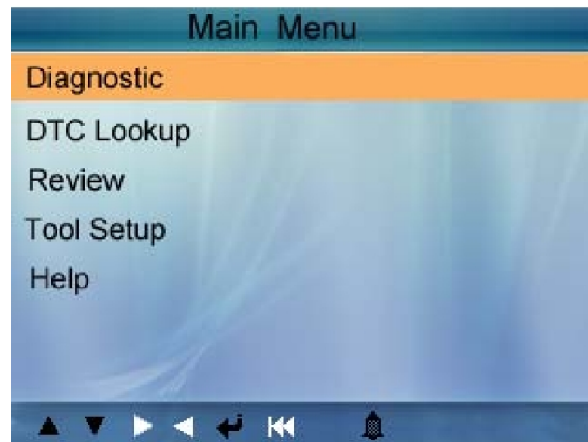 Main Menu
Diagnostic
DTC Lookup
Review
Tool Setup
Help